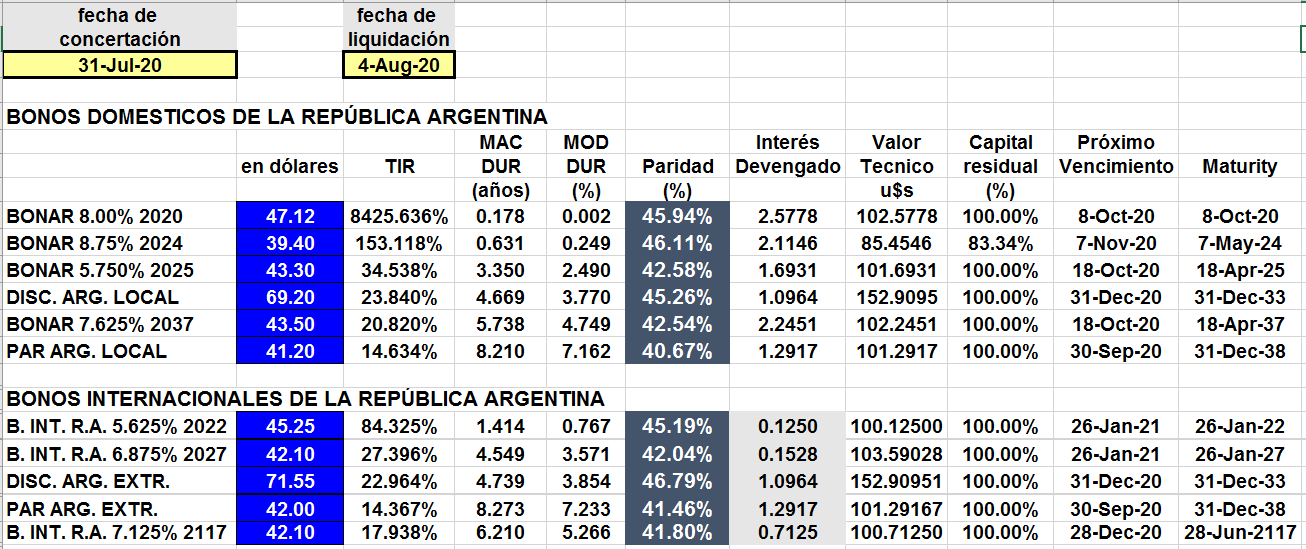 fecha de fecha de
concertación liquidación
31-Jul-20 4-Aug-20
BONOS DOMESTICOS DE LA REPÚBLICA ARGENTINA
MAC MOD Interés Valor Capital Próximo
en dólares TIR DUR DUR Paridad Devengado Tecnico residual Vencimiento Maturity
(años) (%) (%) u$s (%)
BONAR 8.00% 2020 47.12 8425.636% 0.178 0.002 45.94% 2.5778 102.5778 100.00% 8-Oct-20 8-Oct-20
BONAR 8.75% 2024 39.40 153.118% 0.631 0.249 46.11% 2.1146 85.4546 83.34% 7-Nov-20 7-May-24
BONAR 5.750% 2025 43.30 34.538% 3.350 2.490 42.58% 1.6931 101.6931 100.00% 18-Oct-20 18-Apr-25
DISC. ARG. LOCAL 69.20 23.840% 4.669 3.770 45.26% 1.0964 152.9095 100.00% 31-Dec-20 31-Dec-33
BONAR 7.625% 2037 43.50 20.820% 5.738 4.749 42.54% 2.2451 102.2451 100.00% 18-Oct-20 18-Apr-37
PAR ARG. LOCAL 41.20 14.634% 8.210 7.162 40.67% 1.2917 101.2917 100.00% 30-Sep-20 31-Dec-38
BONOS INTERNACIONALES DE LA REPÚBLICA ARGENTINA
B. INT. R.A. 5.625% 2022 45.25 84.325% 1.414 0.767 45.19% 0.1250 100.12500 100.00% 26-Jan-21 26-Jan-22
B. INT. R.A. 6.875% 2027 42.10 27.396% 4.549 3.571 42.04% 0.1528 103.59028 100.00% 26-Jan-21 26-Jan-27
DISC. ARG. EXTR. 71.55 22.964% 4.739 3.854 46.79% 1.0964 152.90951 100.00% 31-Dec-20 31-Dec-33
PAR ARG. EXTR. 42.00 14.367% 8.273 7.233 41.46% 1.2917 101.29167 100.00% 30-Sep-20 31-Dec-38
B. INT. R.A. 7.125% 2117 42.10 17.938% 6.210 5.266 41.80% 0.7125 100.71250 100.00% 28-Dec-20 28-Jun-2117